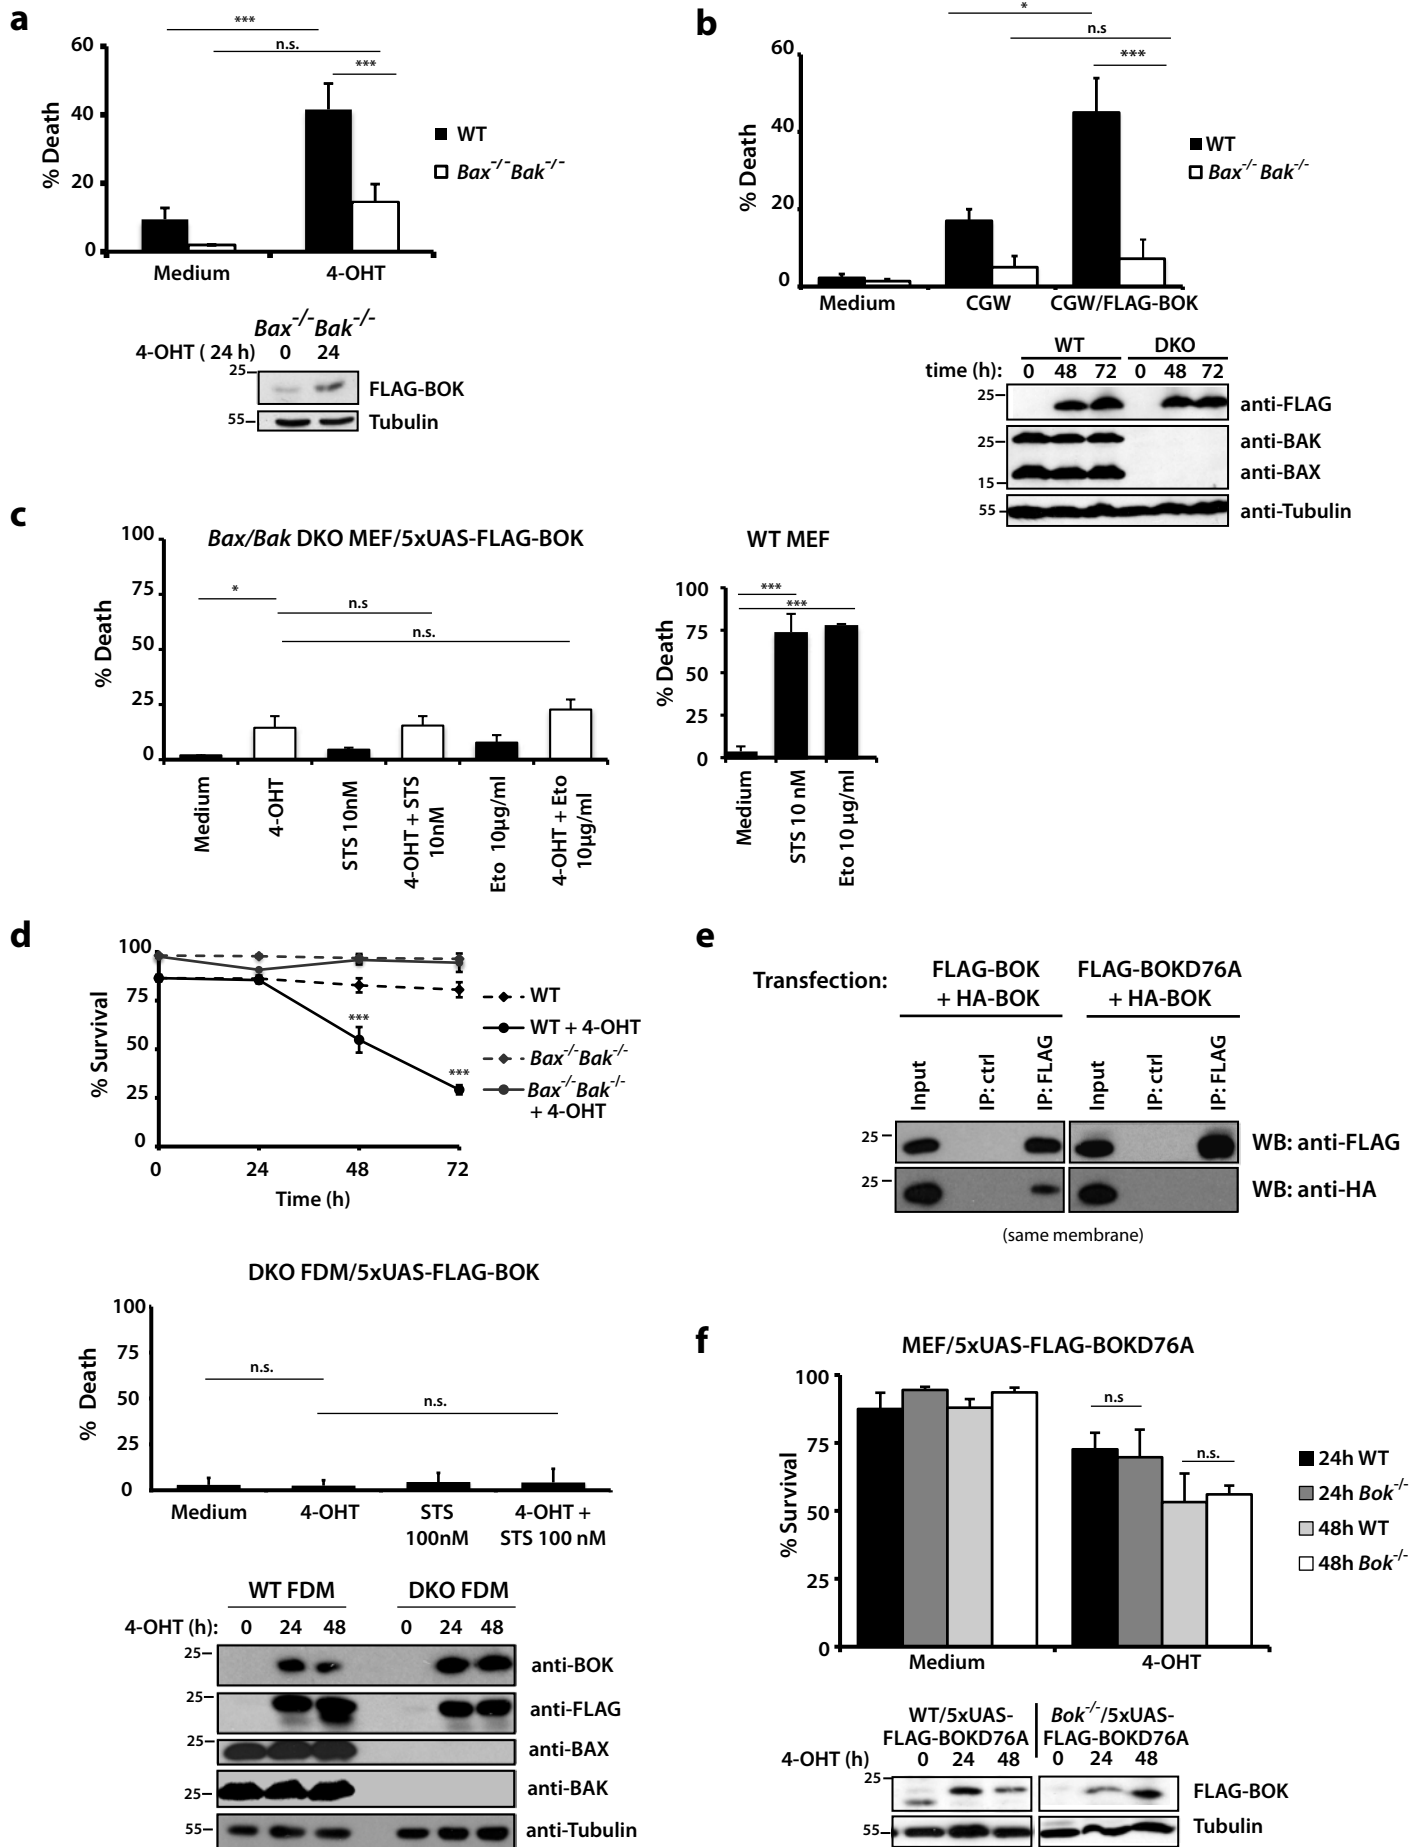 a
***
n.s.
***
60
40
20
0
% Death
WT
Bax-/-Bak-/-
Medium
4-OHT
Bax-/-Bak-/-
4-OHT ( 24 h) 0 24
25
FLAG-BOK
55
Tubulin
b
*
n.s
***
60
40
20
0
% Death
WT
Bax-/- Bak-/-
Medium
CGW
CGW/FLAG-BOK
WT DKO
time (h): 0 48 72 0 48 72
25
anti-FLAG
25
anti-BAK
anti-BAX
15
55
anti-Tubulin
c
Bax/Bak DKO MEF/5xUAS-FLAG-BOK
100
75
50
25
0
% Death
*
n.s
n.s.
Medium
4-OHT
STS 10nM
4-OHT + STS
10nM
Eto 10µg/ml
4-OHT + Eto
10µg/ml
WT MEF
100
75
50
25
0
% Death
***
***
Medium
STS 10 nM
Eto 10 µg/ml
d
100
75
50
25
0
% Survival
***
***
0 24 48 72
Time (h)
WT
WT + 4-OHT
Bax-/-Bak-/-
Bax-/-Bak-/-
+ 4-OHT
DKO FDM/5xUAS-FLAG-BOK
100
75
50
25
0
% Death
n.s.
n.s.
Medium
4-OHT
STS
100nM
4-OHT +
STS 100 nM
WT FDM DKO FDM
4-OHT (h): 0 24 48 0 24 48
25
anti-BOK
25
anti-FLAG
25
anti-BAX
25
anti-BAK
55
anti-Tubulin
e
Transfection:
FLAG-BOK
+ HA-BOK
FLAG-BOKD76A
+ HA-BOK
Input
IP: ctrl
IP: FLAG
Input
IP: ctrl
IP: FLAG
25
WB: anti-FLAG
25
WB: anti-HA
(same membrane)
f
MEF/5xUAS-FLAG-BOKD76A
100
75
50
25
0
% Survival
n.s
n.s.
Medium
4-OHT
24h WT
24h Bok-/-
48h WT
48h Bok-/-
WT/5xUAS-
FLAG-BOKD76A
Bok-/-/5xUAS-
FLAG-BOKD76A
4-OHT (h) 0 24 48 0 24 48
25
FLAG-BOK
55
Tubulin